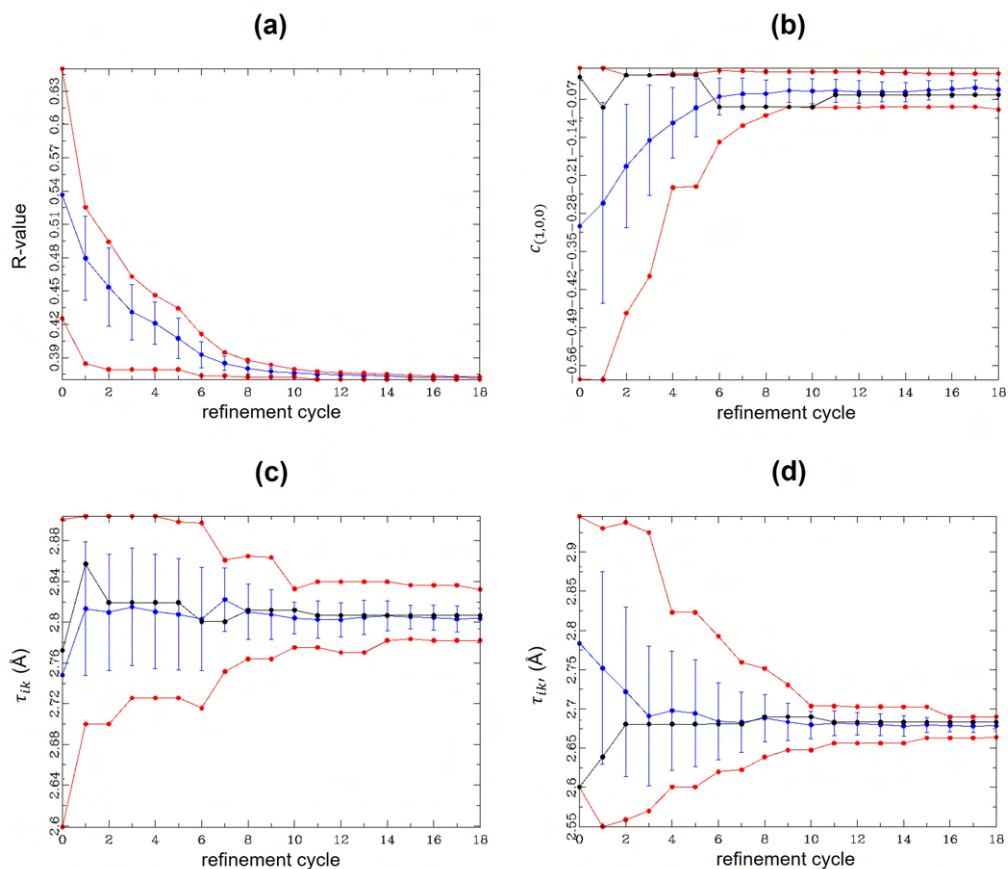 (a)
R-value
0.63
0.6
0.57
0.54
0.51
0.48
0.45
0.42
0.39
0 2 4 6 8 10 12 14 16 18
refinement cycle
(b)
c(1,0,0)
−0.07
−0.14
−0.21
−0.28
−0.35
−0.42
−0.49
−0.56
0 2 4 6 8 10 12 14 16 18
refinement cycle
(c)
τik (Å)
2.88
2.84
2.8
2.76
2.72
2.68
2.64
2.6
0 2 4 6 8 10 12 14 16 18
refinement cycle
(d)
τik′ (Å)
2.9
2.85
2.8
2.75
2.7
2.65
2.6
2.55
0 2 4 6 8 10 12 14 16 18
refinement cycle